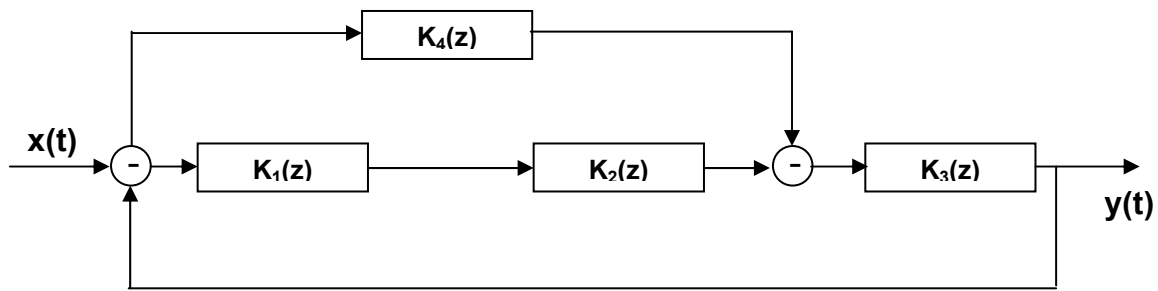 K₄(z)
x(t)
-
K₁(z)
K₂(z)
-
K₃(z)
y(t)